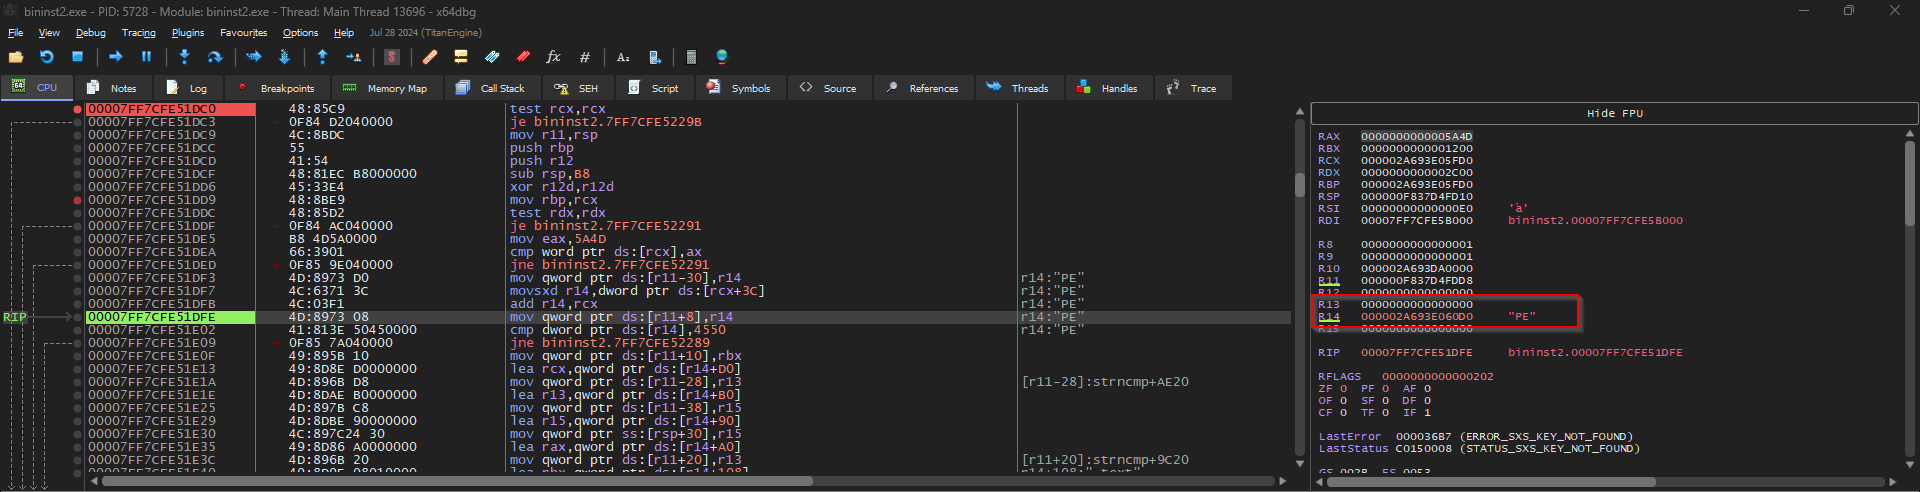 bininst2.exe - PID: 5728 - Module: bininst2.exe - Thread: Main Thread 13696 - x64dbg
File View Debug Tracing Plugins Favourites Options Help Jul 28 2024 (TitanEngine)
CPU Notes Log Breakpoints Memory Map Call Stack SEH Script Symbols Source References Threads Handles Trace
00007FF7CFE51DC0 48:85C9 test rcx,rcx
00007FF7CFE51DC3 0F84 D2040000 je bininst2.7FF7CFE5229B
00007FF7CFE51DC9 4C:8BDC mov r11,rsp
00007FF7CFE51DCC 55 push rbp
00007FF7CFE51DCD 41:54 push r12
00007FF7CFE51DCF 48:81EC B8000000 sub rsp,B8
00007FF7CFE51DD6 45:33E4 xor r12d,r12d
00007FF7CFE51DD9 48:8BE9 mov rbp,rcx
00007FF7CFE51DDC 48:85D2 test rdx,rdx
00007FF7CFE51DDF 0F84 AC040000 je bininst2.7FF7CFE52291
00007FF7CFE51DE5 B8 4D5A0000 mov eax,5A4D
00007FF7CFE51DEA 66:3901 cmp word ptr ds:[rcx],ax
00007FF7CFE51DED 0F85 9E040000 jne bininst2.7FF7CFE52291
00007FF7CFE51DF3 4D:8973 D0 mov qword ptr ds:[r11-30],r14 r14:"PE"
00007FF7CFE51DF7 4C:6371 3C movsxd r14,dword ptr ds:[rcx+3C] r14:"PE"
00007FF7CFE51DFB 4C:03F1 add r14,rcx r14:"PE"
RIP 00007FF7CFE51DFE 4D:8973 08 mov qword ptr ds:[r11+8],r14 r14:"PE"
00007FF7CFE51E02 41:813E 50450000 cmp dword ptr ds:[r14],4550 r14:"PE"
00007FF7CFE51E09 0F85 7A040000 jne bininst2.7FF7CFE52289
00007FF7CFE51E0F 49:895B 10 mov qword ptr ds:[r11+10],rbx
00007FF7CFE51E13 49:8D8E D0000000 lea rcx,qword ptr ds:[r14+D0]
00007FF7CFE51E1A 4D:896B D8 mov qword ptr ds:[r11-28],r13 [r11-28]:strncmp+AE20
00007FF7CFE51E1E 4D:8DAE B0000000 lea r13,qword ptr ds:[r14+B0]
00007FF7CFE51E25 4D:897B C8 mov qword ptr ds:[r11-38],r15
00007FF7CFE51E29 4D:8DBE 90000000 lea r15,qword ptr ds:[r14+90]
00007FF7CFE51E30 4C:897C24 30 mov qword ptr ss:[rsp+30],r15
00007FF7CFE51E35 49:8D86 A0000000 lea rax,qword ptr ds:[r14+A0]
00007FF7CFE51E3C 4D:896B 20 mov qword ptr ds:[r11+20],r13 [r11+20]:strncmp+9C20
Hide FPU
RAX 0000000000005A4D
RBX 0000000000001200
RCX 000002A693E05FD0
RDX 0000000000002C00
RBP 000002A693E05FD0
RSP 000000F837D4FD10
RSI 00000000000000E0 'à'
RDI 00007FF7CFE5B000 bininst2.00007FF7CFE5B000
R8 0000000000000001
R9 0000000000000001
R10 000002A693DA0000
R11 000000F837D4FDD8
R12 0000000000000000
R13 0000000000000000
R14 000002A693E060D0 "PE"
R15 0000000000000000
RIP 00007FF7CFE51DFE bininst2.00007FF7CFE51DFE
RFLAGS 0000000000000202
ZF 0 PF 0 AF 0
OF 0 SF 0 DF 0
CF 0 TF 0 IF 1
LastError 000036B7 (ERROR_SXS_KEY_NOT_FOUND)
LastStatus C0150008 (STATUS_SXS_KEY_NOT_FOUND)
GS 002B ES 0053